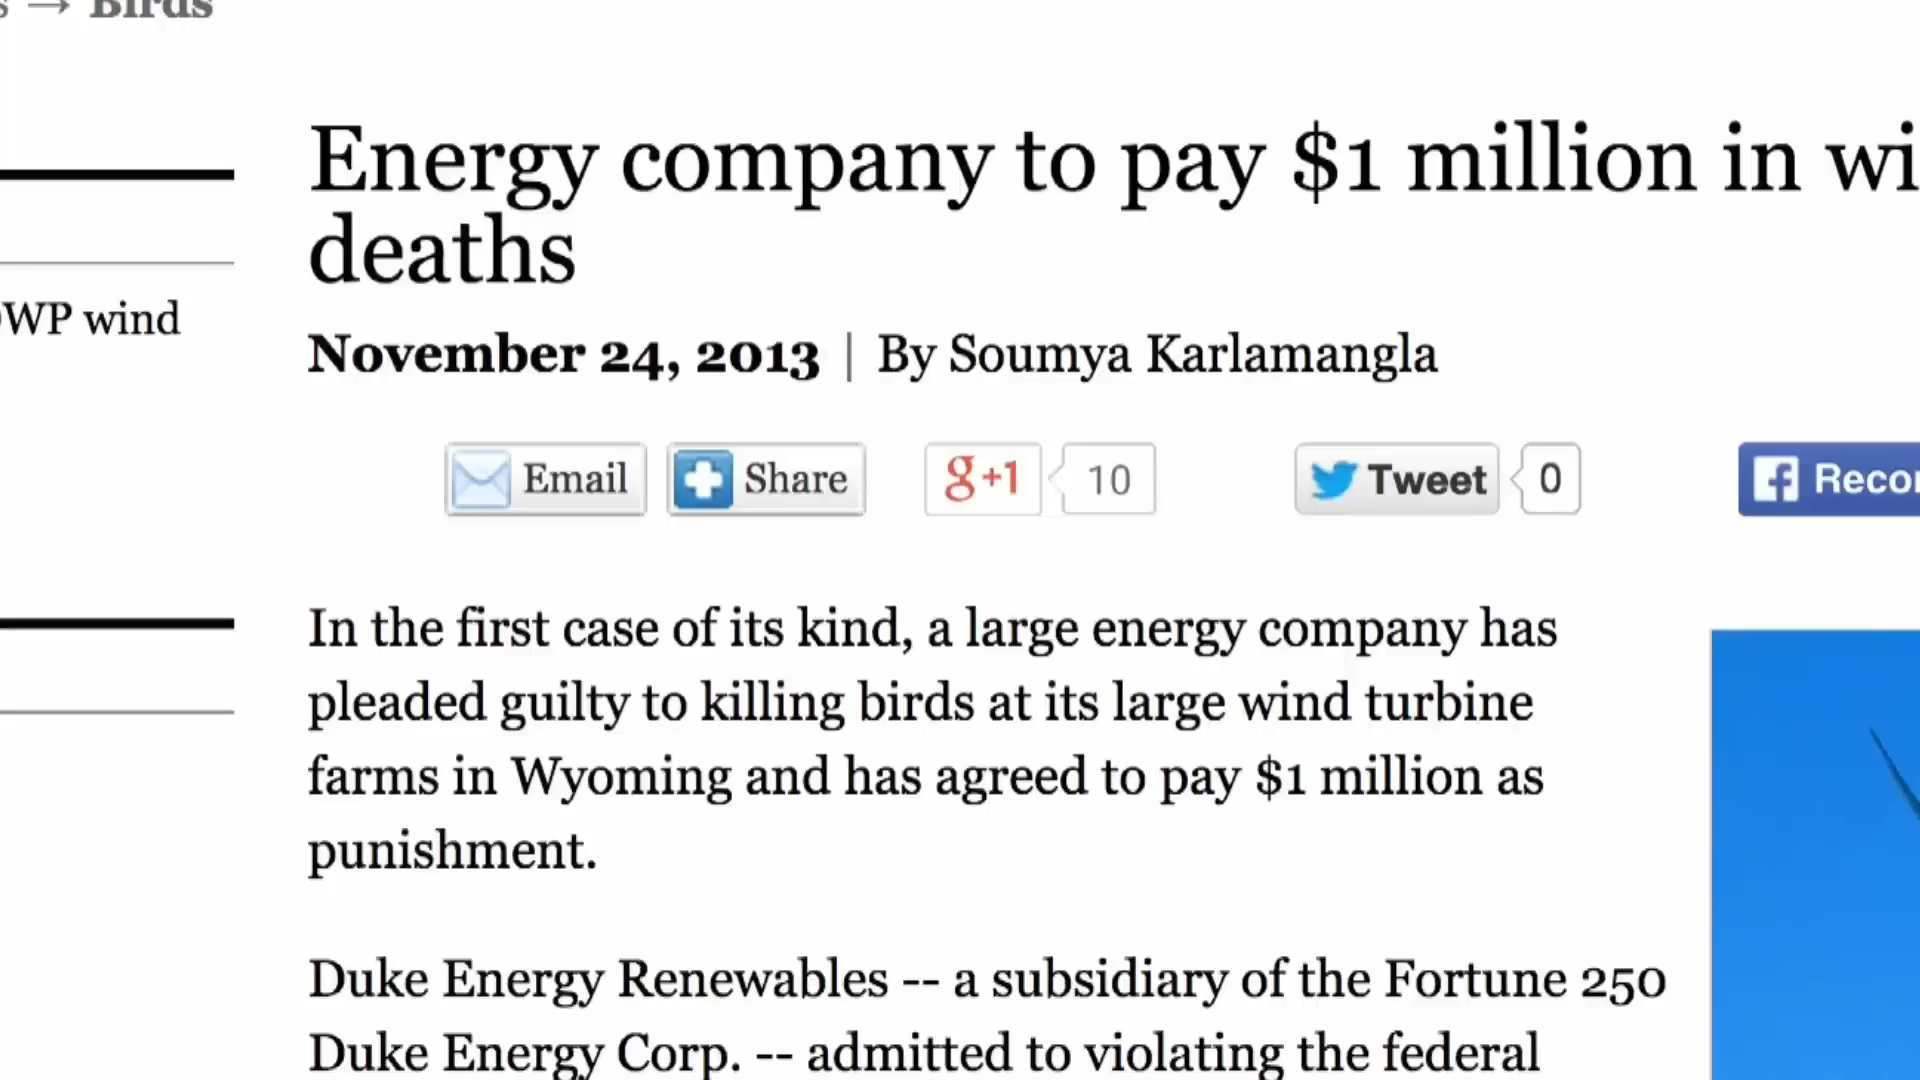 → Birds
Energy company to pay $1 million in
deaths
WP wind
November 24, 2013 | By Soumya Karlamangla
Email Share g+1 10 Tweet 0
In the first case of its kind, a large energy company has
pleaded guilty to killing birds at its large wind turbine
farms in Wyoming and has agreed to pay $1 million as
punishment.
Duke Energy Renewables -- a subsidiary of the Fortune 250
Duke Energy Corp. -- admitted to violating the federal